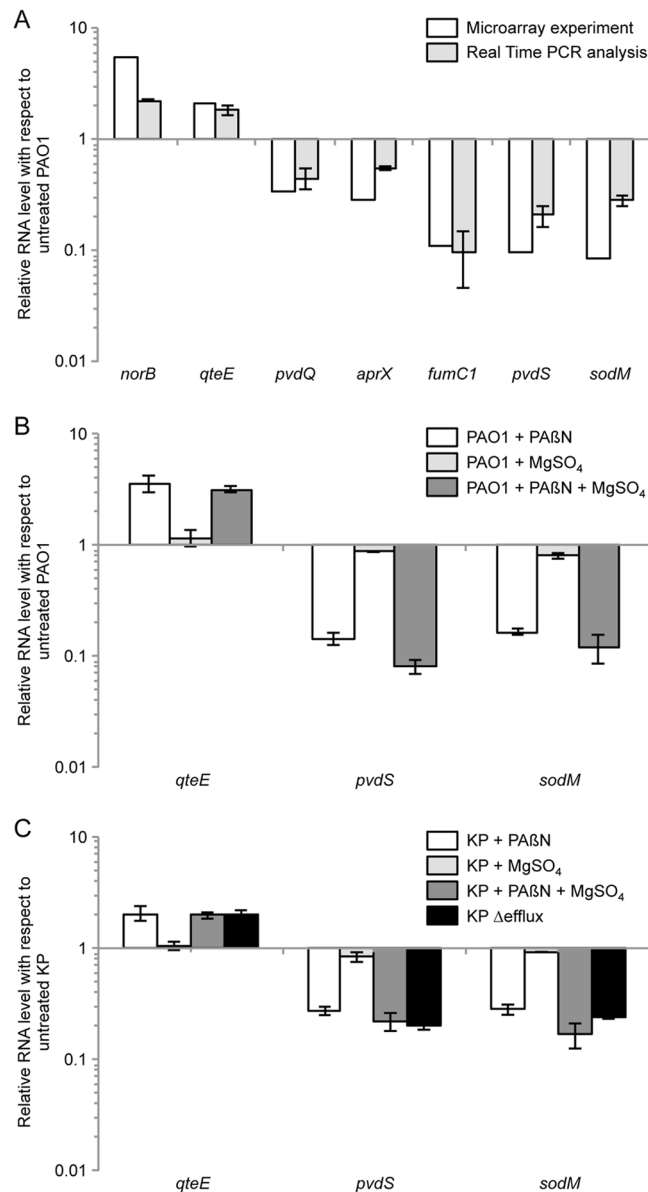 A
10
1
0.1
0.01
Relative RNA level with respect to
untreated PAO1
Microarray experiment
Real Time PCR analysis
norB qteE pvdQ aprX fumC1 pvdS sodM
B
10
1
0.1
0.01
Relative RNA level with respect to
untreated PAO1
PAO1 + PAßN
PAO1 + MgSO₄
PAO1 + PAßN + MgSO₄
qteE pvdS sodM
C
10
1
0.1
0.01
Relative RNA level with respect to
untreated KP
KP + PAßN
KP + MgSO₄
KP + PAßN + MgSO₄
KP Δefflux
qteE pvdS sodM